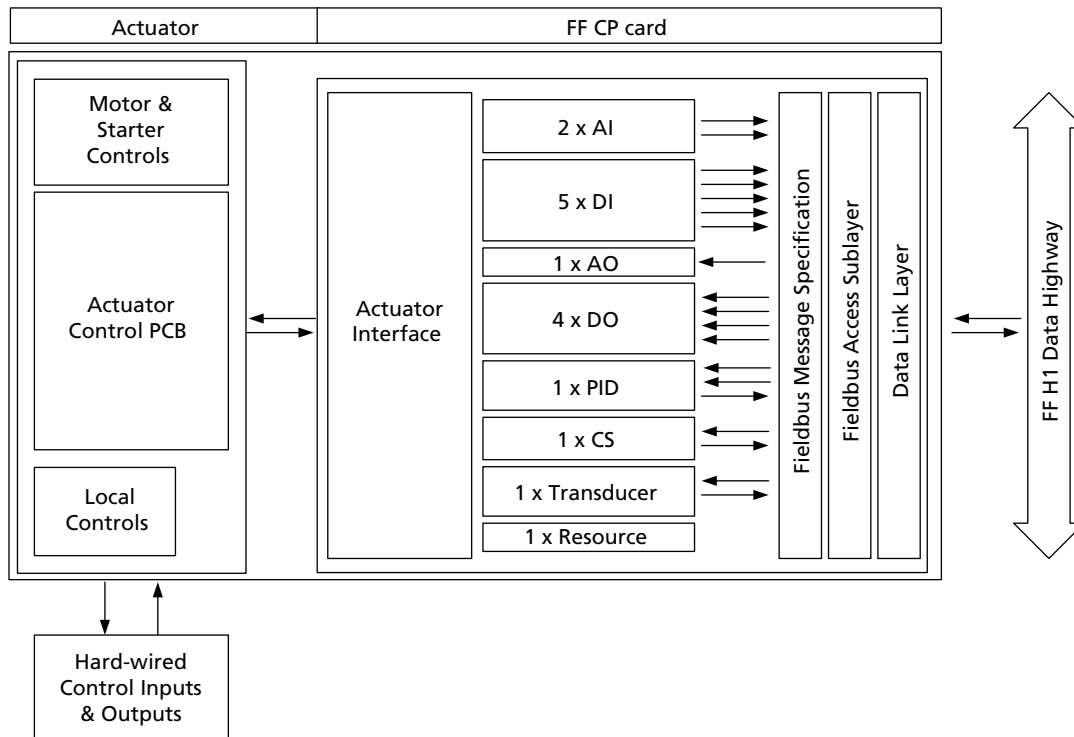 Actuator
FF CP card
Motor &
Starter
Controls
Actuator
Control PCB
Local
Controls
Hard-wired
Control Inputs
& Outputs
Actuator
Interface
2 x AI
5 x DI
1 x AO
4 x DO
1 x PID
1 x CS
1 x Transducer
1 x Resource
Fieldbus Message Specification
Fieldbus Access Sublayer
Data Link Layer
FF H1 Data Highway